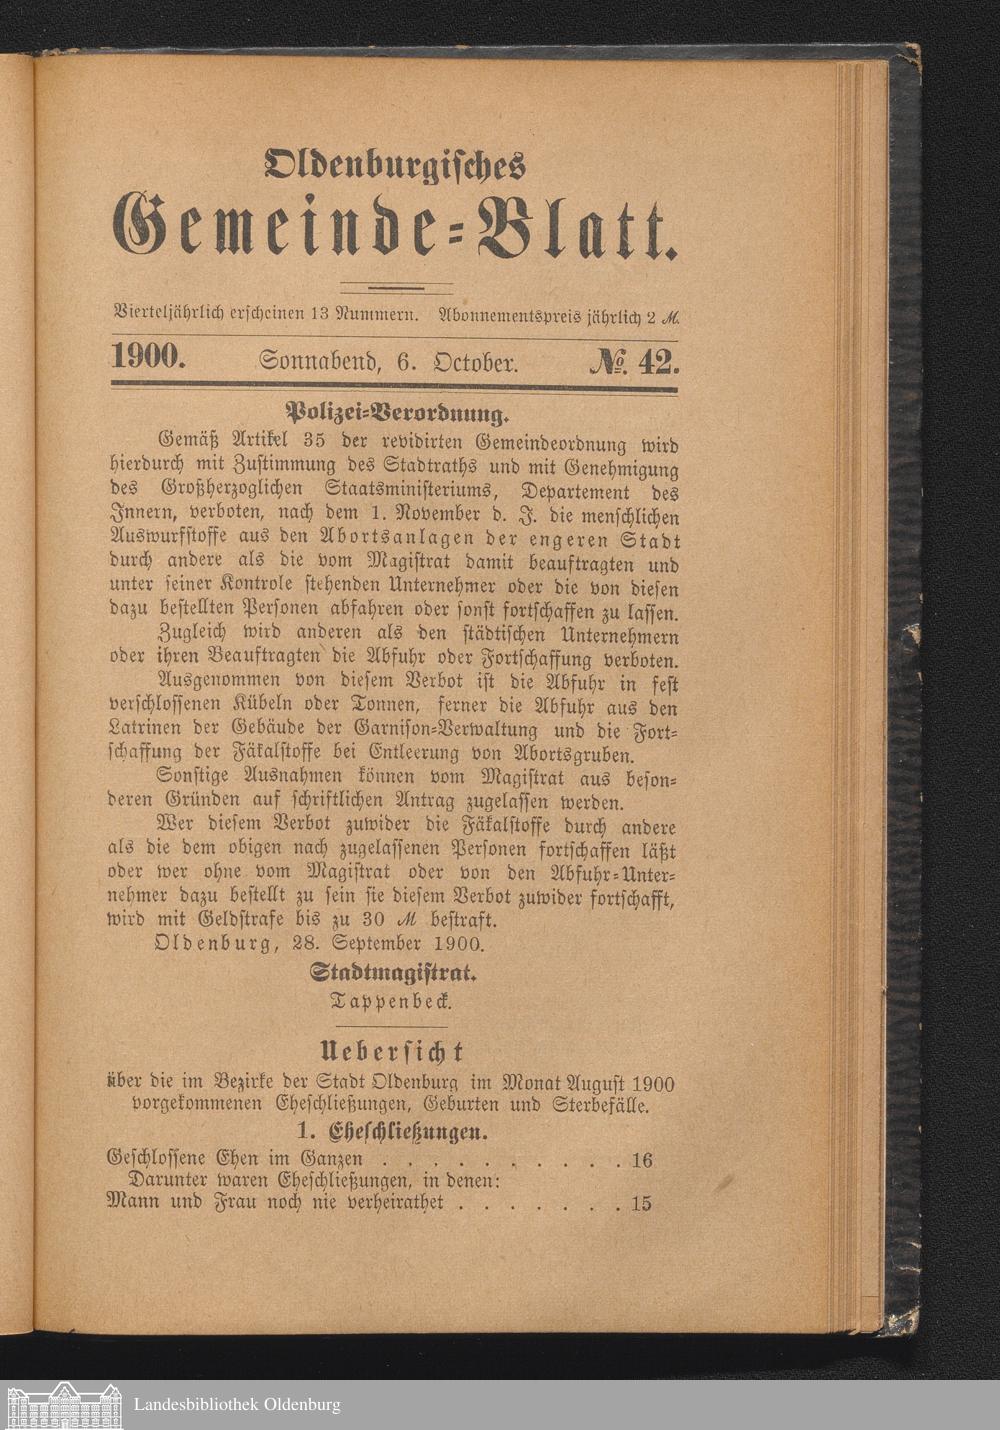 Oldenburgisches
Gemeinde=Blatt.
Vierteljährlich erscheinen 13 Nummern. Abonnementspreis jährlich 2 M.
1900. Sonnabend, 6. October. No. 42.
Polizei=Verordnung.
Gemäß Artikel 35 der revidirten Gemeindeordnung wird
hierdurch mit Zustimmung des Stadtraths und mit Genehmigung
des Großherzoglichen Staatsministeriums, Departement des
Innern, verboten, nach dem 1. November d. J. die menschlichen
Auswurfstoffe aus den Abortsanlagen der engeren Stadt
durch andere als die vom Magistrat damit beauftragten und
unter seiner Kontrole stehenden Unternehmer oder die von diesen
dazu bestellten Personen abfahren oder sonst fortschaffen zu lassen.
Zugleich wird anderen als den städtischen Unternehmern
oder ihren Beauftragten die Abfuhr oder Fortschaffung verboten.
Ausgenommen von diesem Verbot ist die Abfuhr in fest
verschlossenen Kübeln oder Tonnen, ferner die Abfuhr aus den
Latrinen der Gebäude der Garnison=Verwaltung und die Fort=
schaffung der Fäkalstoffe bei Entleerung von Abortsgruben.
Sonstige Ausnahmen können vom Magistrat aus beson=
deren Gründen auf schriftlichen Antrag zugelassen werden.
Wer diesem Verbot zuwider die Fäkalstoffe durch andere
als die dem obigen nach zugelassenen Personen fortschaffen läßt
oder wer ohne vom Magistrat oder von den Abfuhr=Unter=
nehmer dazu bestellt zu sein sie diesem Verbot zuwider fortschafft,
wird mit Geldstrafe bis zu 30 M bestraft.
Oldenburg, 28. September 1900.
Stadtmagistrat.
Tappenbeck.
Uebersicht
über die im Bezirke der Stadt Oldenburg im Monat August 1900
vorgekommenen Eheschließungen, Geburten und Sterbefälle.
1. Eheschließungen.
Geschlossene Ehen im Ganzen . . . . . . . . . . 16
Darunter waren Eheschließungen, in denen:
Mann und Frau noch nie verheirathet . . . . . . . 15
Landesbibliothek Oldenburg